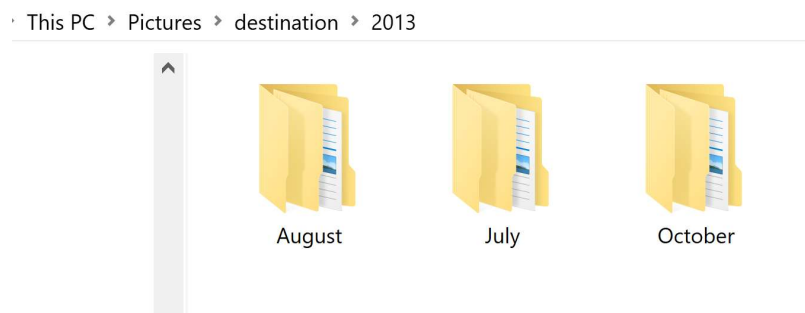 This PC > Pictures > destination > 2013
August July October